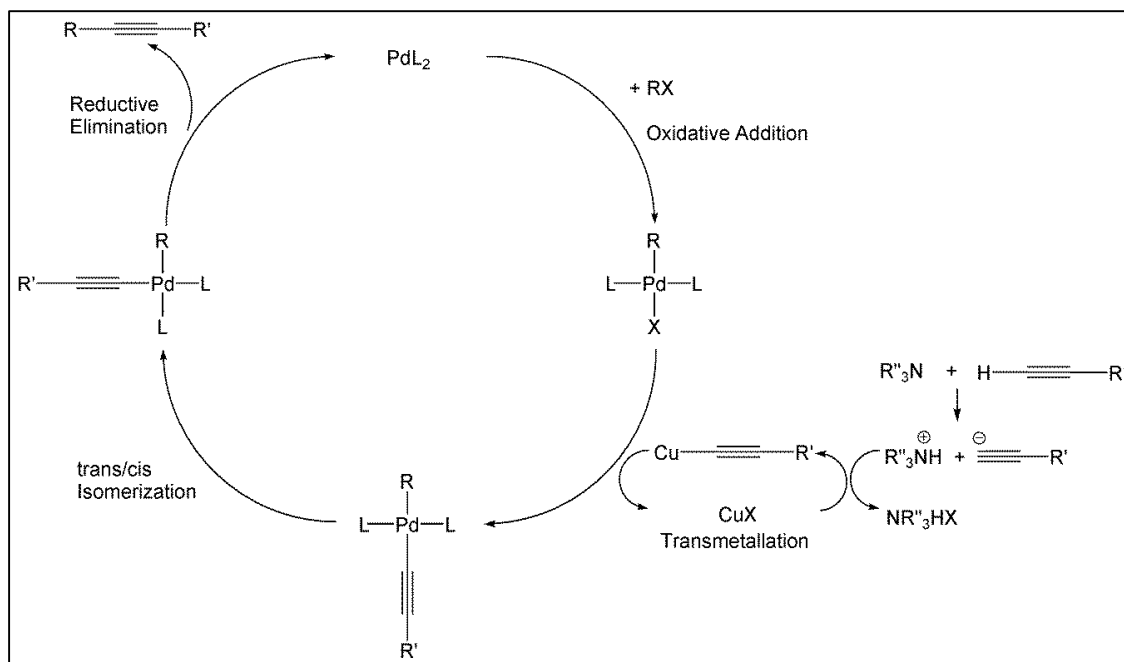 R R'
PdL2
+ RX
Reductive
Elimination
Oxidative Addition
R
R' Pd L
L
R
L Pd L
X
R"3N + H R
Cu R'
R"3NH + R'
⊕ ⊖
trans/cis
Isomerization
CuX
Transmetallation
NR"3HX
R
L Pd L
R'